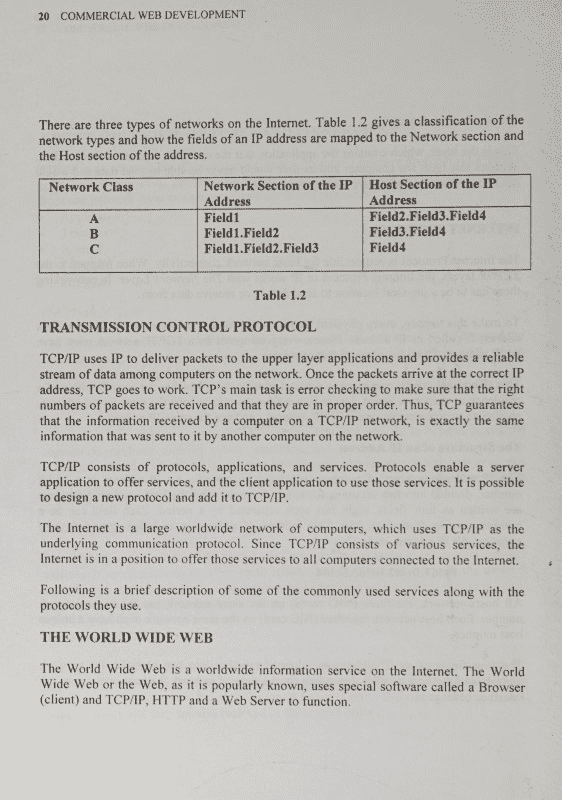 20 COMMERCIAL WEB DEVELOPMENT
There are three types of networks on the Internet. Table 1.2 gives a classification of the
network types and how the fields of an IP address are mapped to the Network section and
the Host section of the address.
Network Class Network Section of the IP Host Section of the IP
Address Address
A Field1 Field2.Field3.Field4
B Field1.Field2 Field3.Field4
C Field1.Field2.Field3 Field4
Table 1.2
TRANSMISSION CONTROL PROTOCOL
TCP/IP uses IP to deliver packets to the upper layer applications and provides a reliable
stream of data among computers on the network. Once the packets arrive at the correct IP
address, TCP goes to work. TCP's main task is error checking to make sure that the right
numbers of packets are received and that they are in proper order. Thus, TCP guarantees
that the information received by a computer on a TCP/IP network, is exactly the same
information that was sent to it by another computer on the network.
TCP/IP consists of protocols, applications, and services. Protocols enable a server
application to offer services, and the client application to use those services. It is possible
to design a new protocol and add it to TCP/IP.
The Internet is a large worldwide network of computers, which uses TCP/IP as the
underlying communication protocol. Since TCP/IP consists of various services, the
Internet is in a position to offer those services to all computers connected to the Internet.
Following is a brief description of some of the commonly used services along with the
protocols they use.
THE WORLD WIDE WEB
The World Wide Web is a worldwide information service on the Internet. The World
Wide Web or the Web, as it is popularly known, uses special software called a Browser
(client) and TCP/IP, HTTP and a Web Server to function.